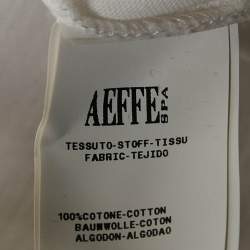 AEFFE SPA
TESSUTO-STOFF-TISSU
FABRIC-TEJIDO
100%COTONE-COTTON
BAUMWOLLE-COTON
ALGODON-ALGODAO